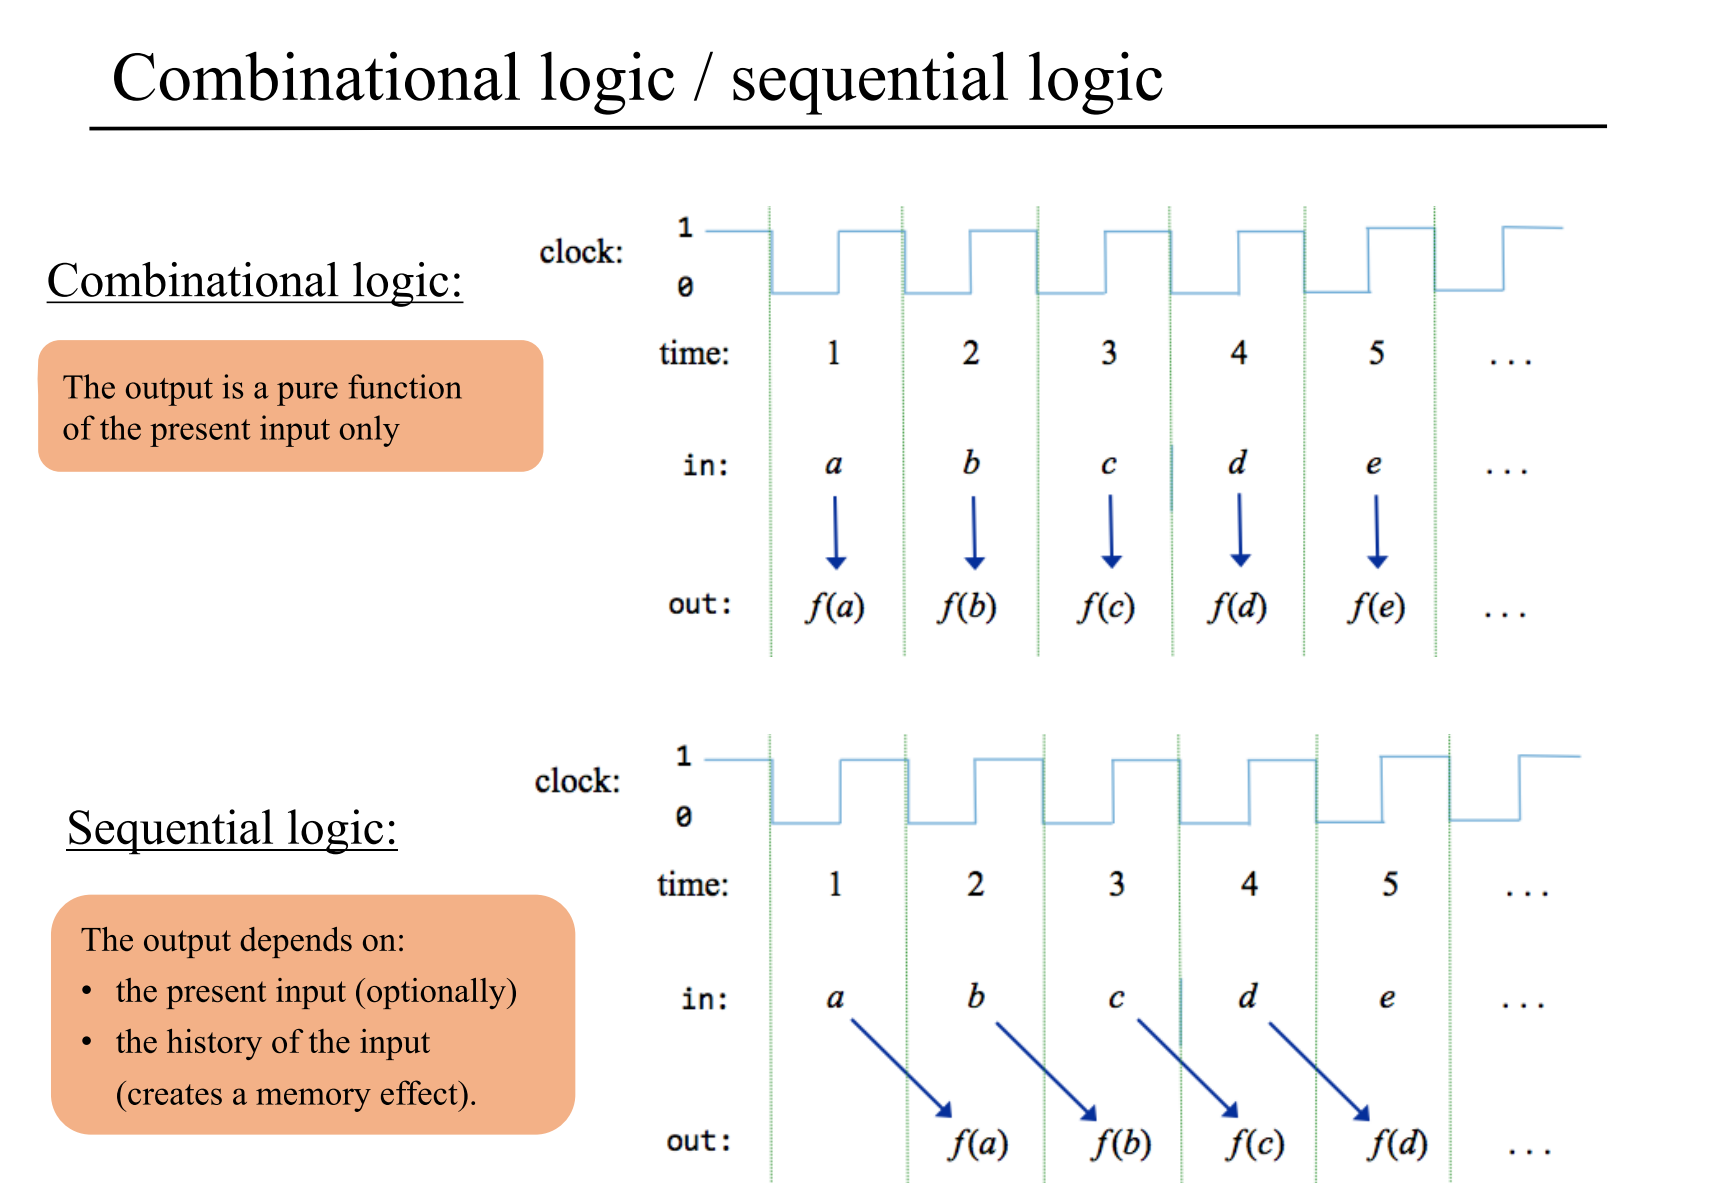 Combinational logic / sequential logic
Combinational logic:
The output is a pure function
of the present input only
clock: 1 0
time: 1 2 3 4 5 ...
in: a b c d e ...
out: f(a) f(b) f(c) f(d) f(e) ...
Sequential logic:
The output depends on:
• the present input (optionally)
• the history of the input
(creates a memory effect).
clock: 1 0
time: 1 2 3 4 5 ...
in: a b c d e ...
out: f(a) f(b) f(c) f(d) ...